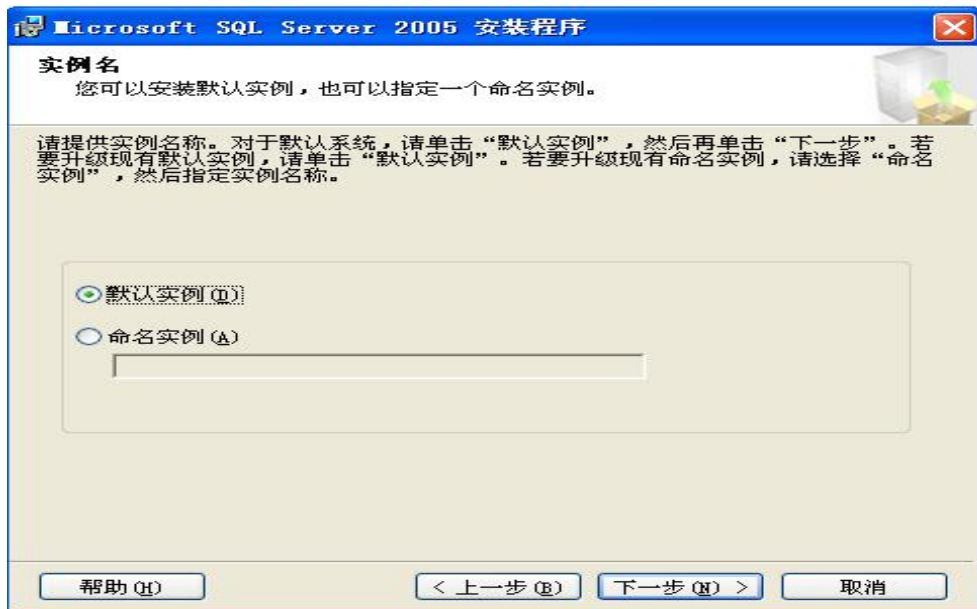 Microsoft SQL Server 2005 安装程序
实例名
您可以安装默认实例，也可以指定一个命名实例。
请提供实例名称。对于默认系统，请单击“默认实例”，然后再单击“下一步”。若
要升级现有默认实例，请单击“默认实例”。若要升级现有命名实例，请选择“命名
实例”，然后指定实例名称。
默认实例(D)
命名实例(A)
帮助(H)
< 上一步(B)
下一步(N) >
取消